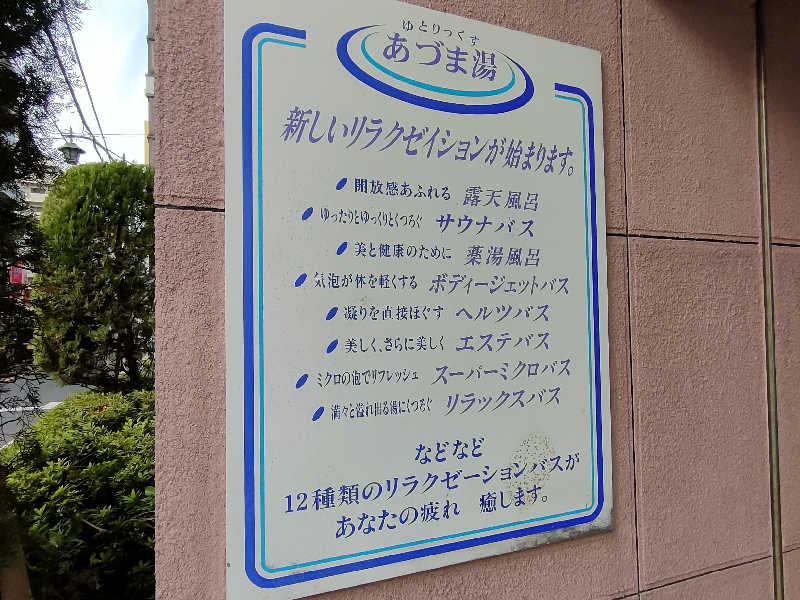 ゆとりっくす
あづま湯
新しいリラクゼイションが始まります。
開放感あふれる 露天風呂
ゆったりとゆっくりとくつろぐ サウナバス
美と健康のために 薬湯風呂
気泡が体を軽くする ボディージェットバス
凝りを直接ほぐす ヘルツバス
美しく、さらに美しく エステバス
ミクロの泡でリフレッシュ スーパーミクロバス
満々と溢れ出る湯にくつろぐ リラックスバス
などなど
12種類のリラクゼーションバスが
あなたの疲れ 癒します。